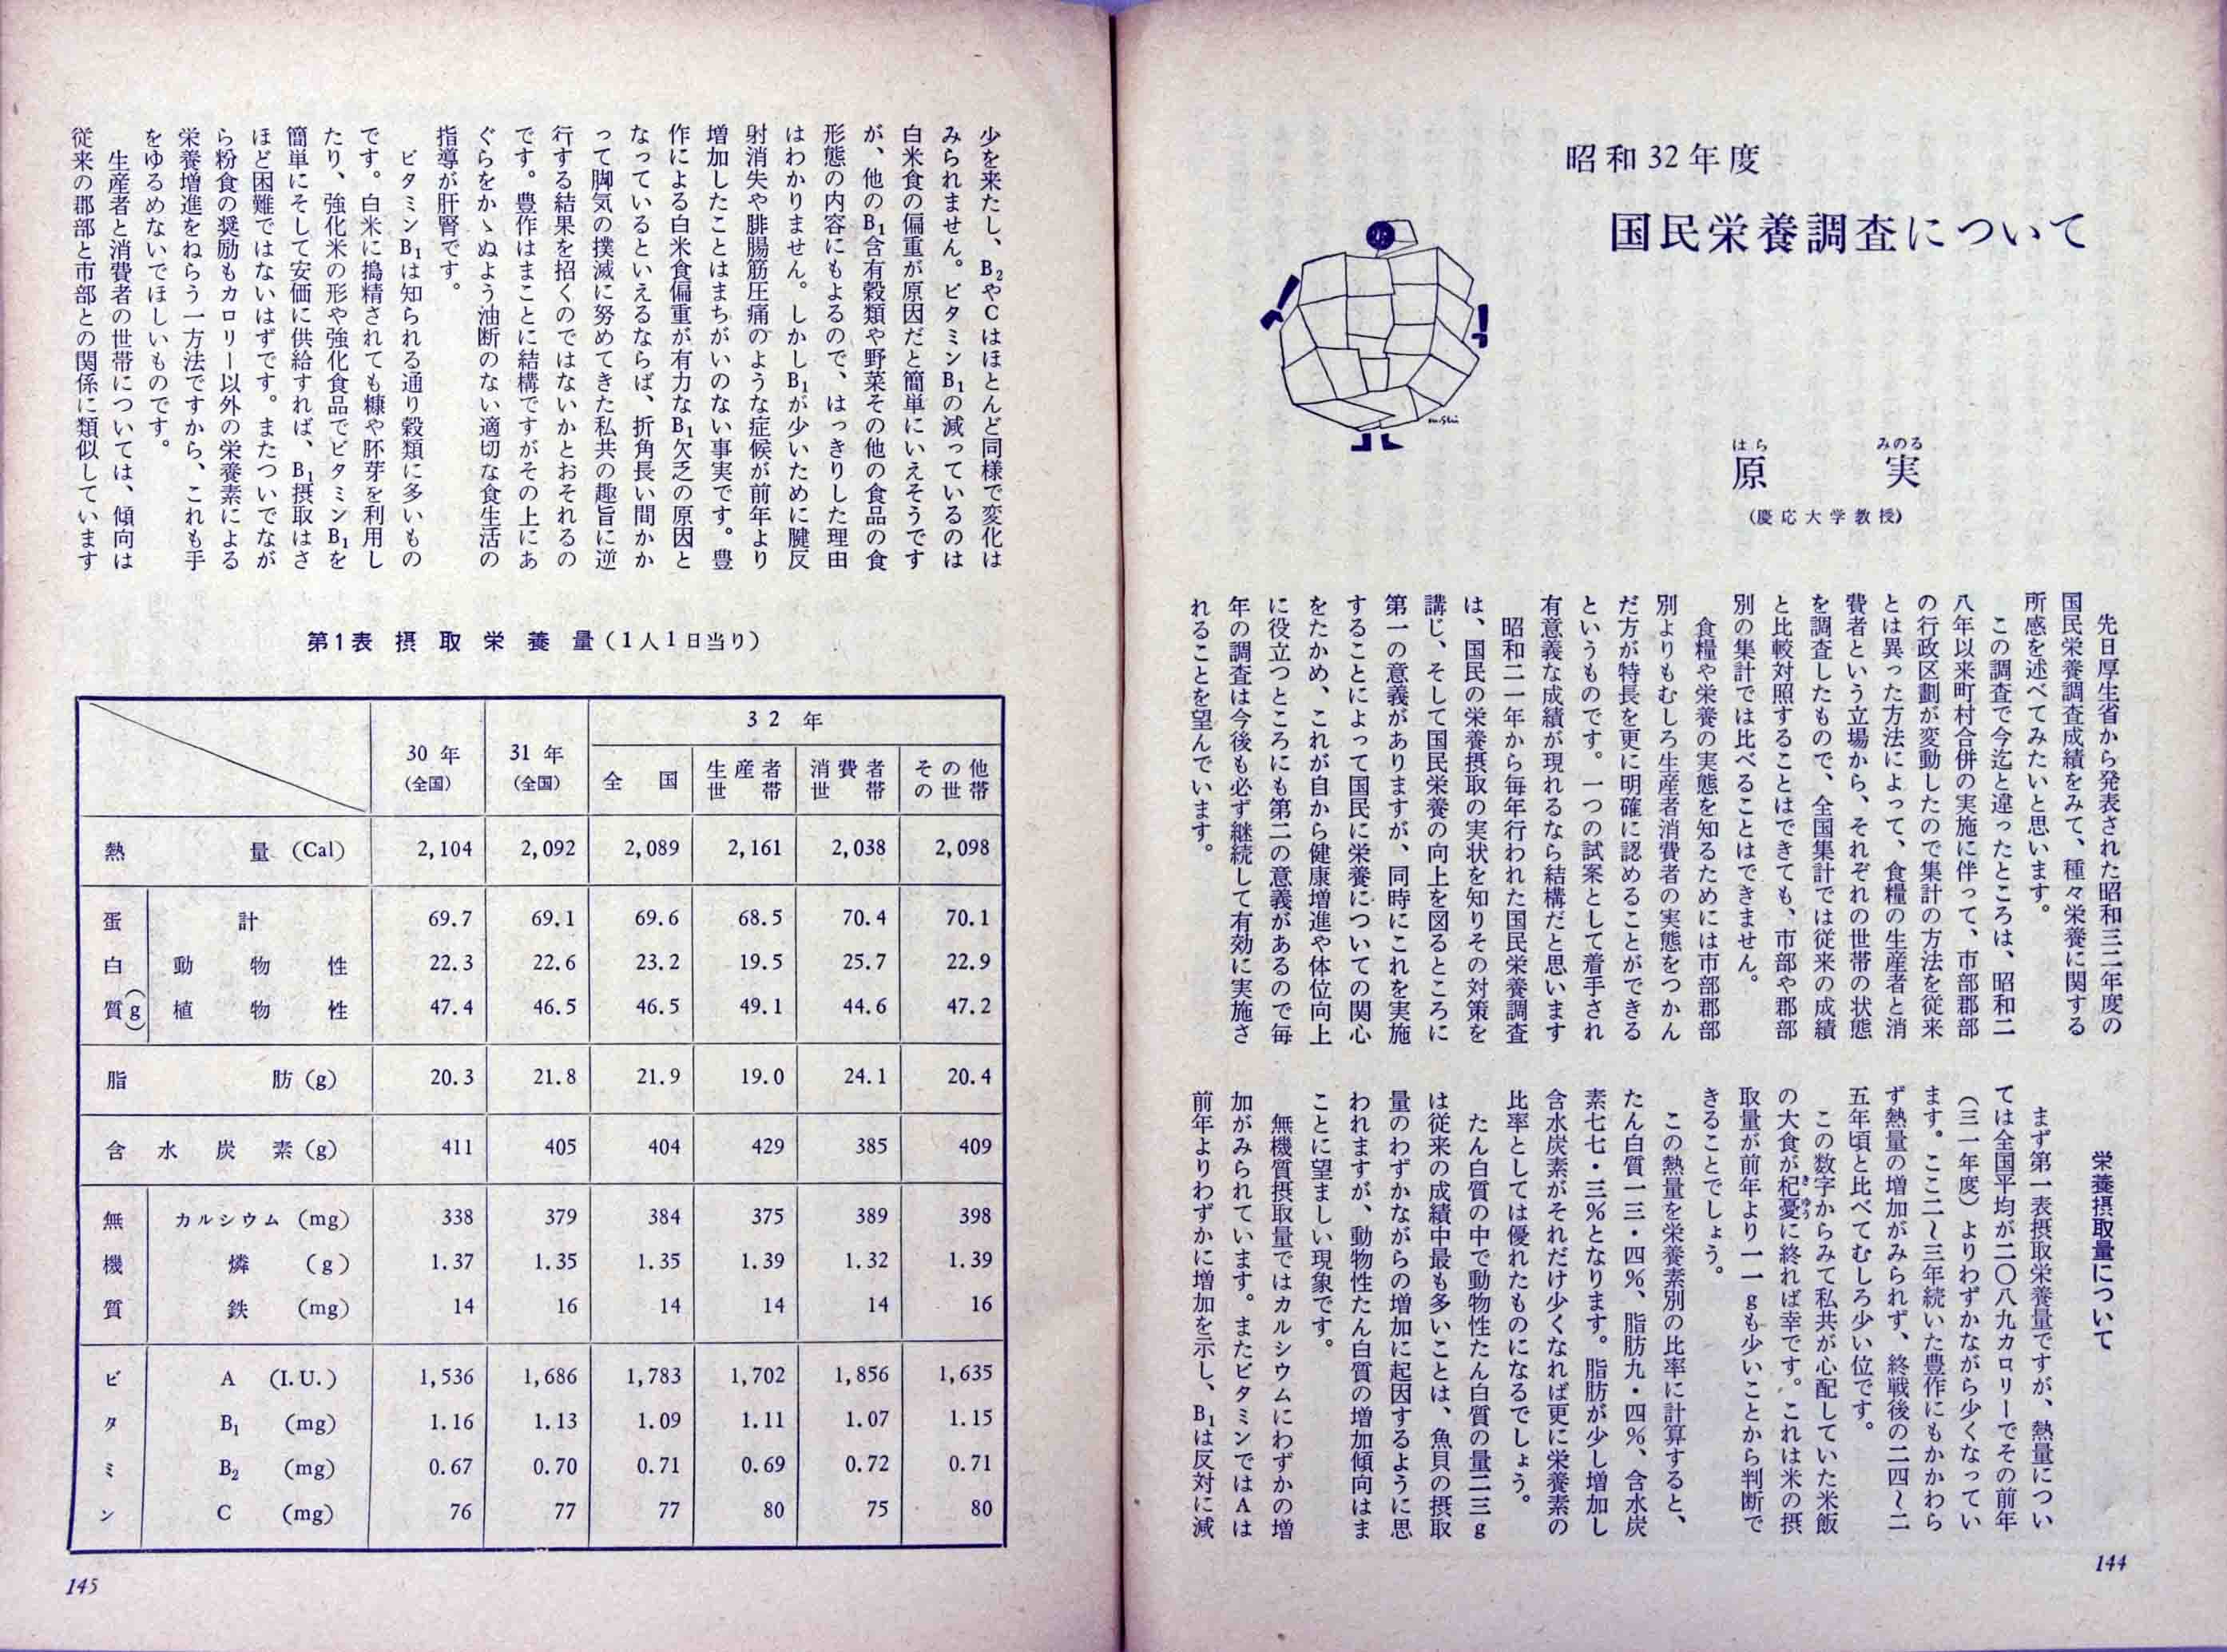 昭和32年度
国民栄養調査について
はら みのる
原 実
(慶応大学教授)
先日厚生省から発表された昭和三二年度の
国民栄養調査成績をみて、種々栄養に関する
所感を述べてみたいと思います。
この調査で今迄と違ったところは、昭和二
八年以来町村合併の実施に伴って、市部郡部
の行政区劃が変動したので集計の方法を従来
とは異った方法によって、食糧の生産者と消
費者という立場から、それぞれの世帯の状態
を調査したもので、全国集計では従来の成績
と比較対照することはできても、市部や郡部
別の集計では比べることはできません。
食糧や栄養の実態を知るためには市部郡部
別よりもむしろ生産者消費者の実態をつかん
だ方が特長を更に明確に認めることができる
というものです。一つの試案として着手され
有意義な成績が現れるなら結構だと思います
昭和二一年から毎年行われた国民栄養調査
は、国民の栄養摂取の実状を知りその対策を
講じ、そして国民栄養の向上を図るところに
第一の意義がありますが、同時にこれを実施
することによって国民に栄養についての関心
をたかめ、これが自から健康増進や体位向上
に役立つところにも第二の意義があるので毎
年の調査は今後も必ず継続して有効に実施さ
れることを望んでいます。
栄養摂取量について
まず第一表摂取栄養量ですが、熱量につい
ては全国平均が二〇八九カロリーでその前年
(三一年度)よりわずかながら少くなってい
ます。ここ二〜三年続いた豊作にもかかわら
ず熱量の増加がみられず、終戦後の二四〜二
五年頃と比べてむしろ少い位です。
この数字からみて私共が心配していた米飯
の大食が杞憂に終れば幸です。これは米の摂
取量が前年より一一gも少いことから判断で
きることでしょう。
この熱量を栄養素別の比率に計算すると、
たん白質一三・四%、脂肪九・四%、含水炭
素七七・三%となります。脂肪が少し増加し
含水炭素がそれだけ少くなれば更に栄養素の
比率としては優れたものになるでしょう。
たん白質の中で動物性たん白質の量二三g
は従来の成績中最も多いことは、魚貝の摂取
量のわずかながらの増加に起因するように思
われますが、動物性たん白質の増加傾向はま
ことに望ましい現象です。
無機質摂取量ではカルシウムにわずかの増
加がみられています。またビタミンではAは
前年よりわずかに増加を示し、B₁は反対に減
144
少を来たし、B₂やCはほとんど同様で変化は
みられません。ビタミンB₁の減っているのは
白米食の偏重が原因だと簡単にいえそうです
が、他のB₁含有穀類や野菜その他の食品の食
形態の内容にもよるので、はっきりした理由
はわかりません。しかしB₁が少いために腱反
射消失や腓腸筋圧痛のような症候が前年より
増加したことはまちがいのない事実です。豊
作による白米食偏重が有力なB₁欠乏の原因と
なっているといえるならば、折角長い間かか
って脚気の撲滅に努めてきた私共の趣旨に逆
行する結果を招くのではないかとおそれるの
です。豊作はまことに結構ですがその上にあ
ぐらをかゝぬよう油断のない適切な食生活の
指導が肝腎です。
ビタミンB₁は知られる通り穀類に多いもの
です。白米に搗精されても糠や胚芽を利用し
たり、強化米の形や強化食品でビタミンB₁を
簡単にそして安価に供給すれば、B₁摂取はさ
ほど困難ではないはずです。またついでなが
ら粉食の奨励もカロリー以外の栄養素による
栄養増進をねらう一方法ですから、これも手
をゆるめないでほしいものです。
生産者と消費者の世帯については、傾向は
従来の郡部と市部との関係に類似しています
第1表 摂取栄養量(1人1日当り)
30年(全国) 31年(全国) 32年
全国 生産者世帯 消費者世帯 その他の世帯
熱量 (Cal) 2,104 2,092 2,089 2,161 2,038 2,098
蛋白質(g) 計 69.7 69.1 69.6 68.5 70.4 70.1
動物性 22.3 22.6 23.2 19.5 25.7 22.9
植物性 47.4 46.5 46.5 49.1 44.6 47.2
脂肪 (g) 20.3 21.8 21.9 19.0 24.1 20.4
含水炭素 (g) 411 405 404 429 385 409
無機質 カルシウム (mg) 338 379 384 375 389 398
燐 (g) 1.37 1.35 1.35 1.39 1.32 1.39
鉄 (mg) 14 16 14 14 14 16
ビタミン A (I.U.) 1,536 1,686 1,783 1,702 1,856 1,635
B₁ (mg) 1.16 1.13 1.09 1.11 1.07 1.15
B₂ (mg) 0.67 0.70 0.71 0.69 0.72 0.71
C (mg) 76 77 77 80 75 80
145